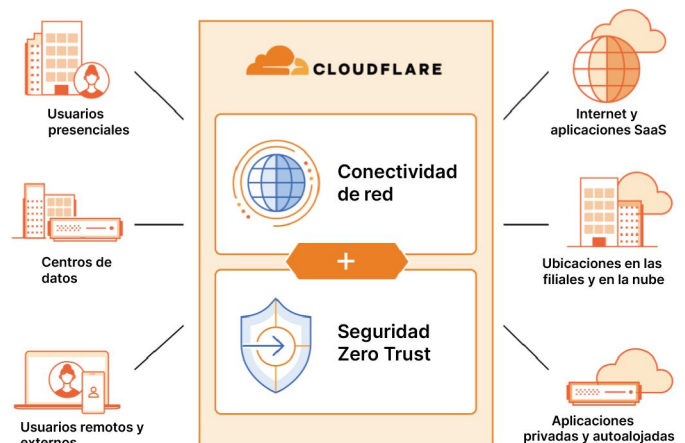 CLOUDFLARE
Usuarios
presenciales
Centros de
datos
Usuarios remotos y
externos
Conectividad
de red
+
Seguridad
Zero Trust
Internet y
aplicaciones SaaS
Ubicaciones en las
filiales y en la nube
Aplicaciones
privadas y autoalojadas